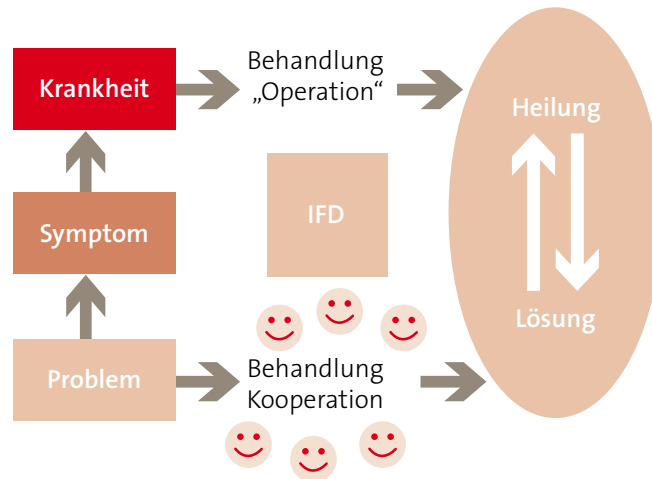 Krankheit
Behandlung
„Operation“
Heilung
Symptom
IFD
Lösung
Problem
Behandlung
Kooperation